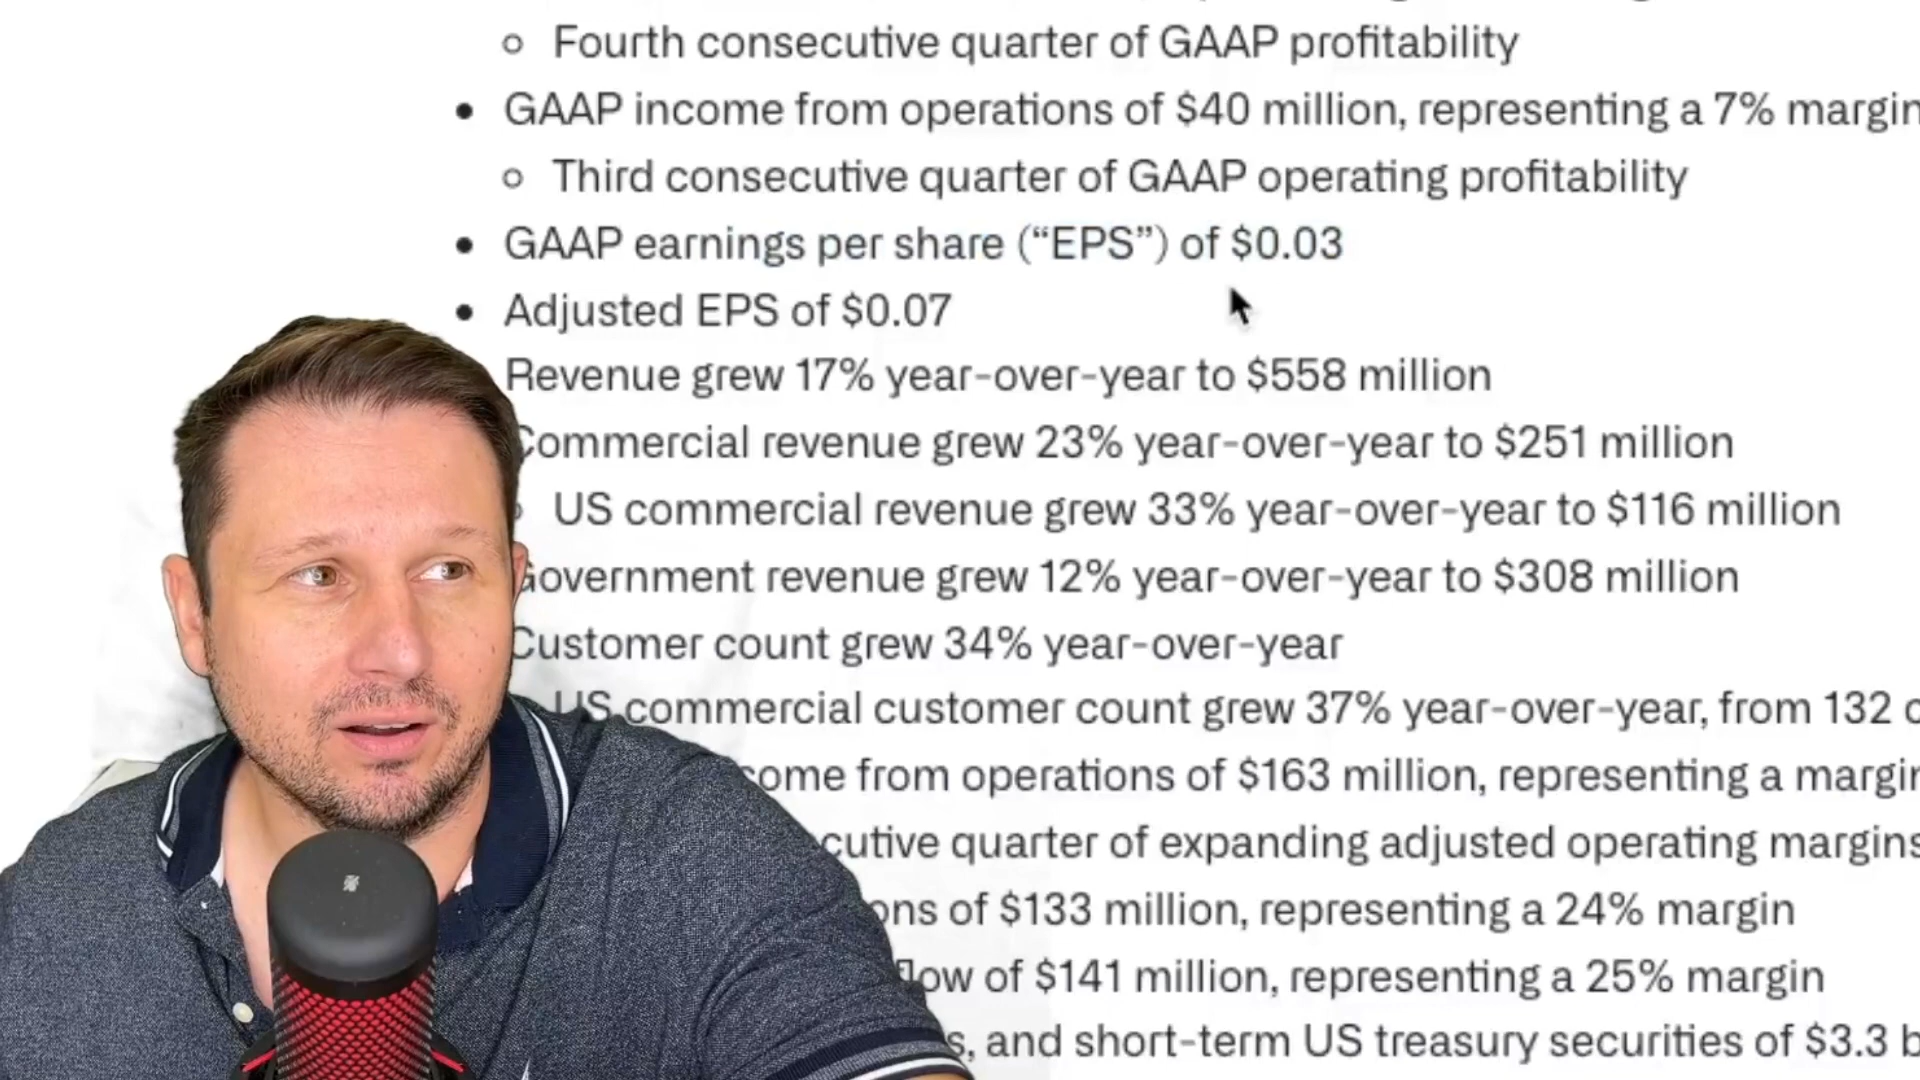 ○ Fourth consecutive quarter of GAAP profitability
• GAAP income from operations of $40 million, representing a 7% margin
○ Third consecutive quarter of GAAP operating profitability
• GAAP earnings per share (“EPS”) of $0.03
• Adjusted EPS of $0.07
Revenue grew 17% year-over-year to $558 million
Commercial revenue grew 23% year-over-year to $251 million
US commercial revenue grew 33% year-over-year to $116 million
Government revenue grew 12% year-over-year to $308 million
Customer count grew 34% year-over-year
US commercial customer count grew 37% year-over-year, from 132
from operations of $163 million, representing a margin
quarter of expanding adjusted operating margins
of $133 million, representing a 24% margin
of $141 million, representing a 25% margin
and short-term US treasury securities of $3.3